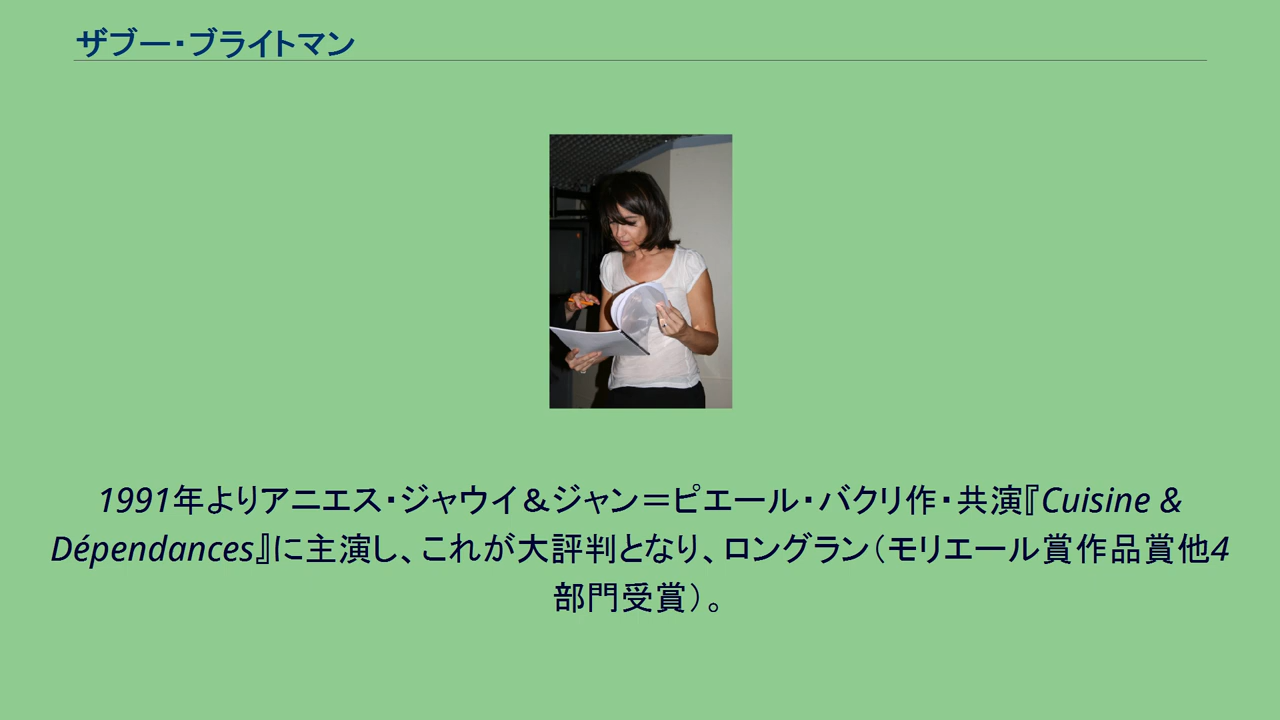 ザブー・ブライトマン
1991年よりアニエス・ジャウイ＆ジャン＝ピエール・バクリ作・共演『Cuisine &
Dépendances』に主演し、これが大評判となり、ロングラン（モリエール賞作品賞他4
部門受賞）。